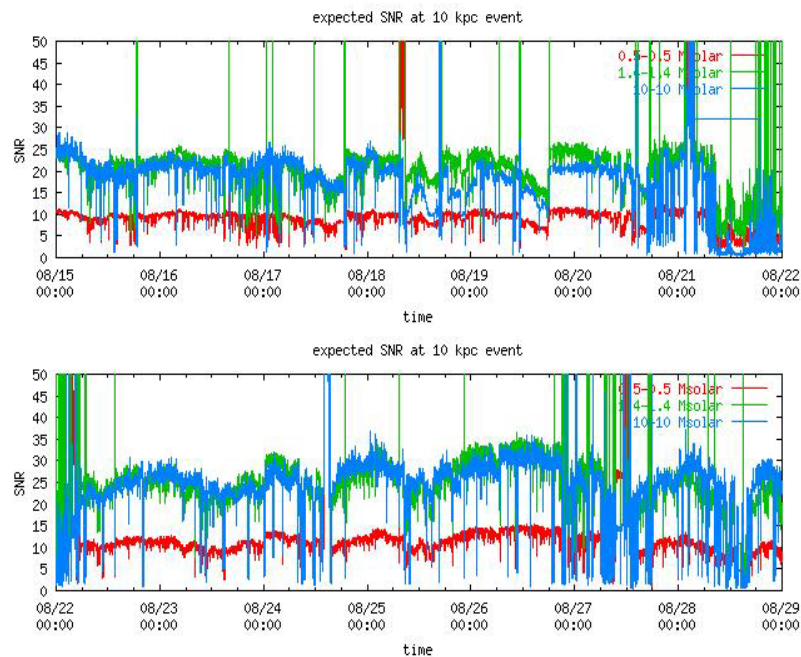 expected SNR at 10 kpc event
50
45
40
35
30
25
20
15
10
5
0
SNR
0.5-0.5 Msolar
1.4-1.4 Msolar
10-10 Msolar
08/15 08/16 08/17 08/18 08/19 08/20 08/21 08/22
00:00 00:00 00:00 00:00 00:00 00:00 00:00 00:00
time
expected SNR at 10 kpc event
50
45
40
35
30
25
20
15
10
5
0
SNR
0.5-0.5 Msolar
1.4-1.4 Msolar
10-10 Msolar
08/22 08/23 08/24 08/25 08/26 08/27 08/28 08/29
00:00 00:00 00:00 00:00 00:00 00:00 00:00 00:00
time